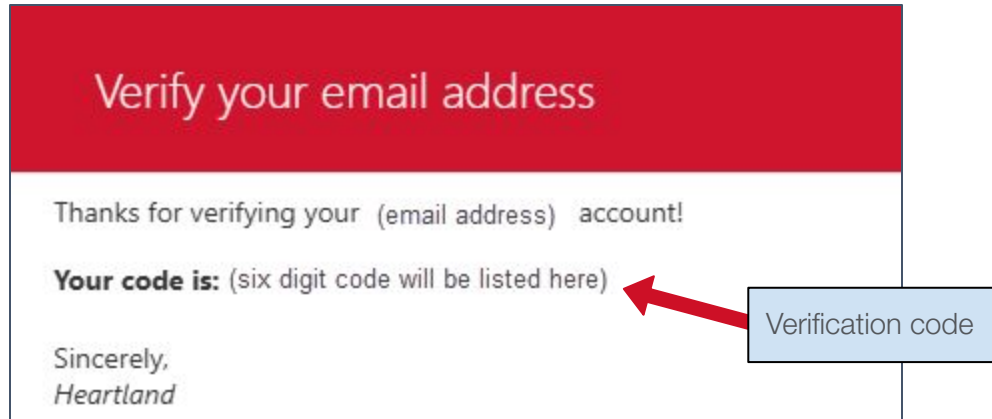 Verify your email address
Thanks for verifying your (email address) account!
Your code is: (six digit code will be listed here)
Verification code
Sincerely,
Heartland